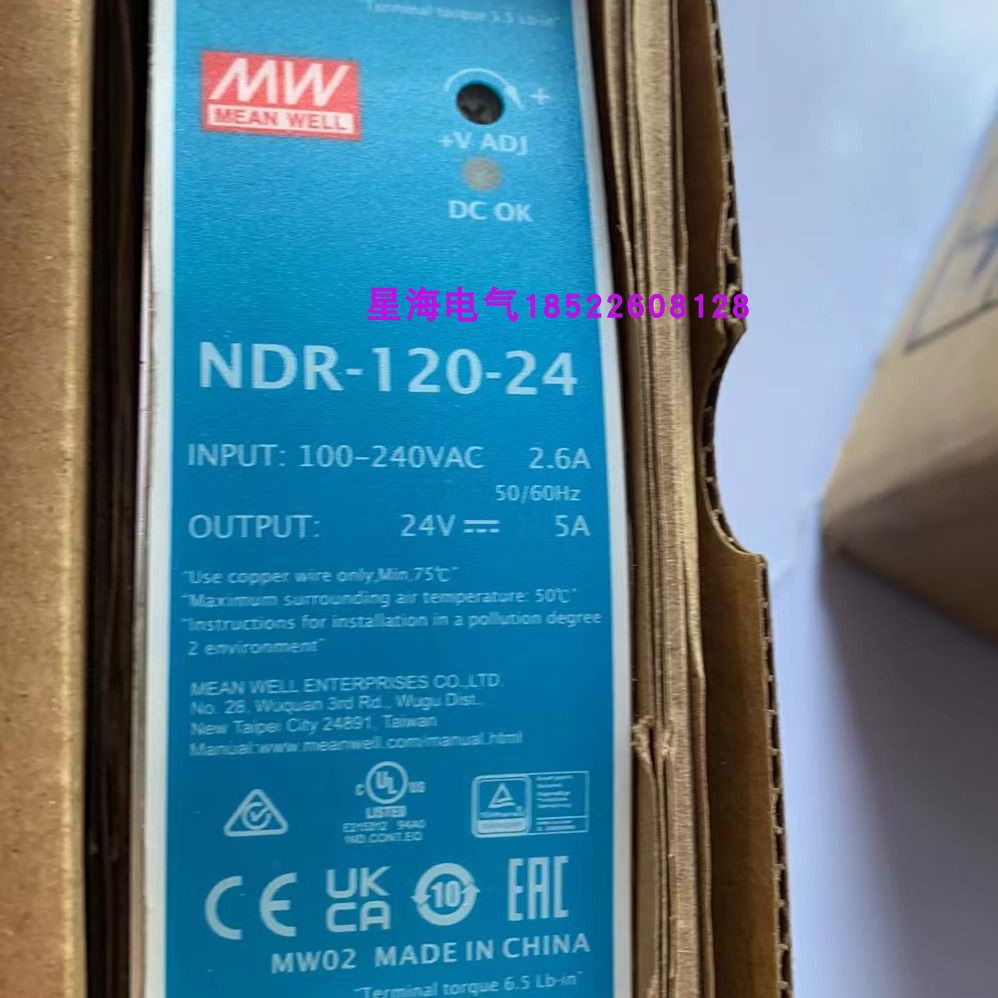 "Terminal torque 5.5 Lb-in"
MW
MEAN WELL
+
+V ADJ
DC OK
星海电气18522608128
NDR-120-24
INPUT: 100-240VAC 2.6A
50/60Hz
OUTPUT: 24V 5A
"Use copper wire only,Min.75℃"
"Maximum surrounding air temperature: 50℃"
"Instructions for installation in a pollution degree
2 environment"
MEAN WELL ENTERPRISES CO.,LTD.
No. 28, Wuquan 3rd Rd., Wugu Dist.,
New Taipei City 24891, Taiwan
Manual:www.meanwell.com/manual.html
C UL US
LISTED
E215312 94A0
IND.CONT.EQ
CE UK CA 10 EAC
MW02 MADE IN CHINA
"Terminal torque 6.5 Lb-in"